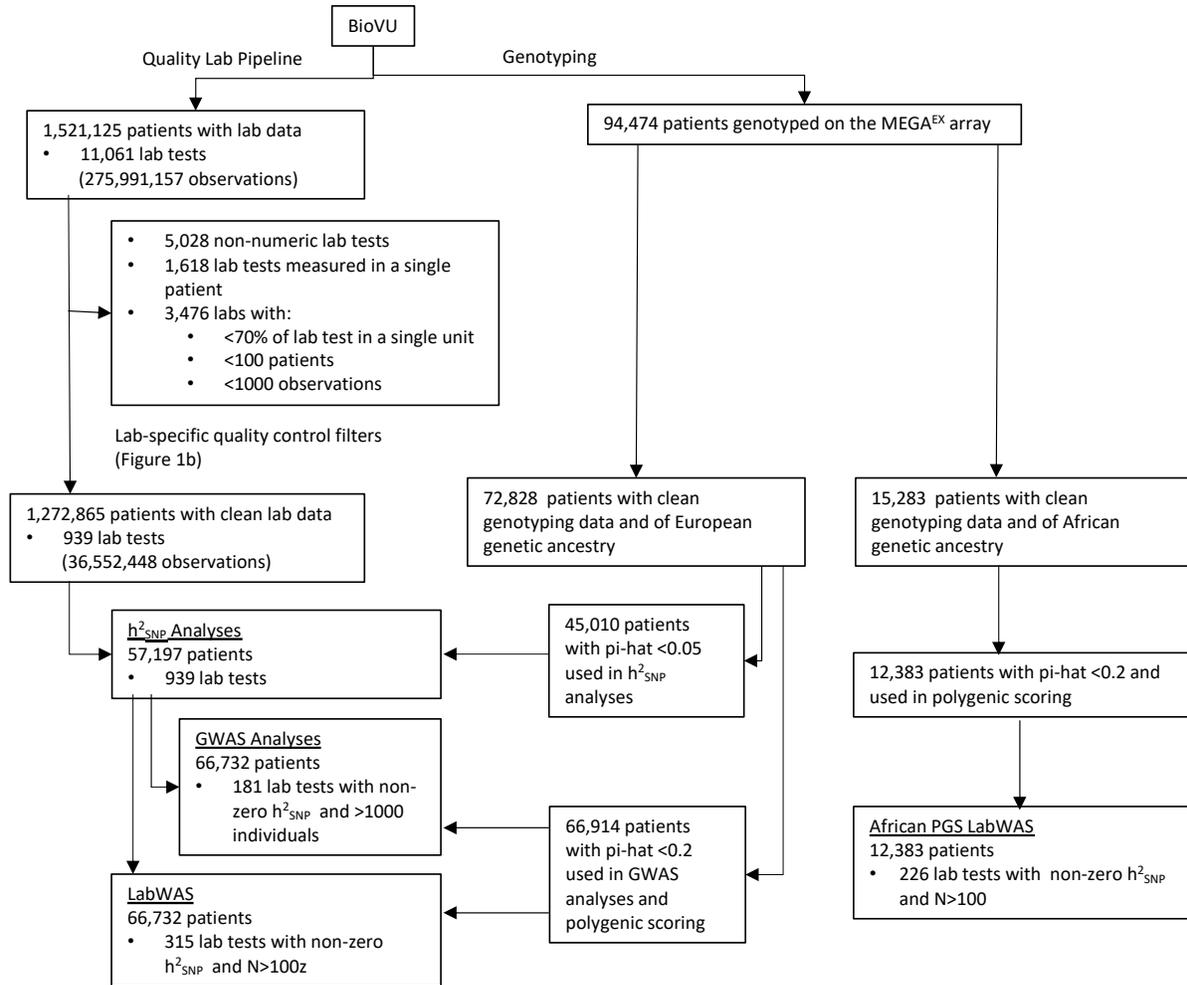 BioVU
Quality Lab Pipeline
Genotyping
1,521,125 patients with lab data
• 11,061 lab tests
(275,991,157 observations)
94,474 patients genotyped on the MEGA^EX array
• 5,028 non-numeric lab tests
• 1,618 lab tests measured in a single
patient
• 3,476 labs with:
• <70% of lab test in a single unit
• <100 patients
• <1000 observations
Lab-specific quality control filters
(Figure 1b)
1,272,865 patients with clean lab data
• 939 lab tests
(36,552,448 observations)
72,828 patients with clean
genotyping data and of European
genetic ancestry
15,283 patients with clean
genotyping data and of African
genetic ancestry
h²SNP Analyses
57,197 patients
• 939 lab tests
45,010 patients
with pi-hat <0.05
used in h²SNP
analyses
12,383 patients with pi-hat <0.2 and
used in polygenic scoring
GWAS Analyses
66,732 patients
• 181 lab tests with non-
zero h²SNP and >1000
individuals
66,914 patients
with pi-hat <0.2
used in GWAS
analyses and
polygenic scoring
African PGS LabWAS
12,383 patients
• 226 lab tests with non-zero h²SNP
and N>100
LabWAS
66,732 patients
• 315 lab tests with non-zero
h²SNP and N>100z